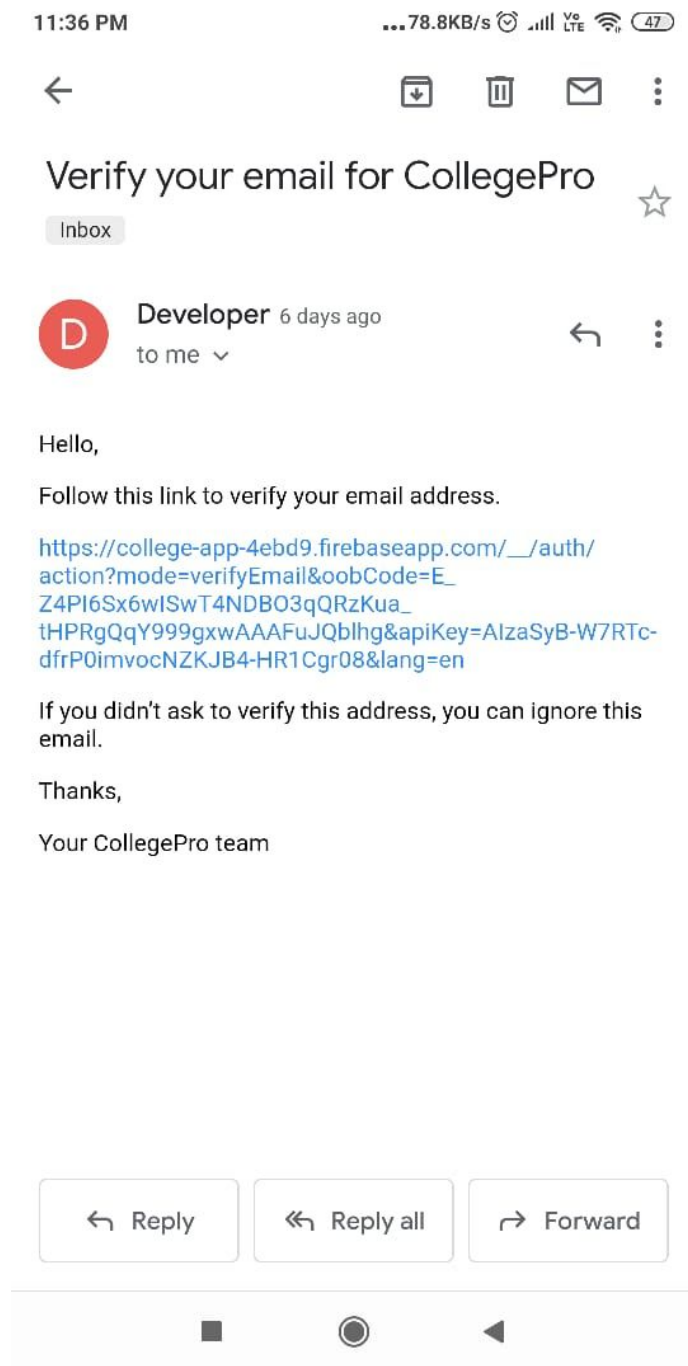 11:36 PM
...78.8KB/s
Vo
LTE
47
Verify your email for CollegePro
Inbox
D
Developer 6 days ago
to me
Hello,
Follow this link to verify your email address.
https://college-app-4ebd9.firebaseapp.com/__/auth/
action?mode=verifyEmail&oobCode=E_
Z4PI6Sx6wISwT4NDBO3qQRzKua_
tHPRgQqY999gxwAAAFuJQblhg&apiKey=AIzaSyB-W7RTc-
dfrP0imvocNZKJB4-HR1Cgr08&lang=en
If you didn't ask to verify this address, you can ignore this
email.
Thanks,
Your CollegePro team
Reply
Reply all
Forward